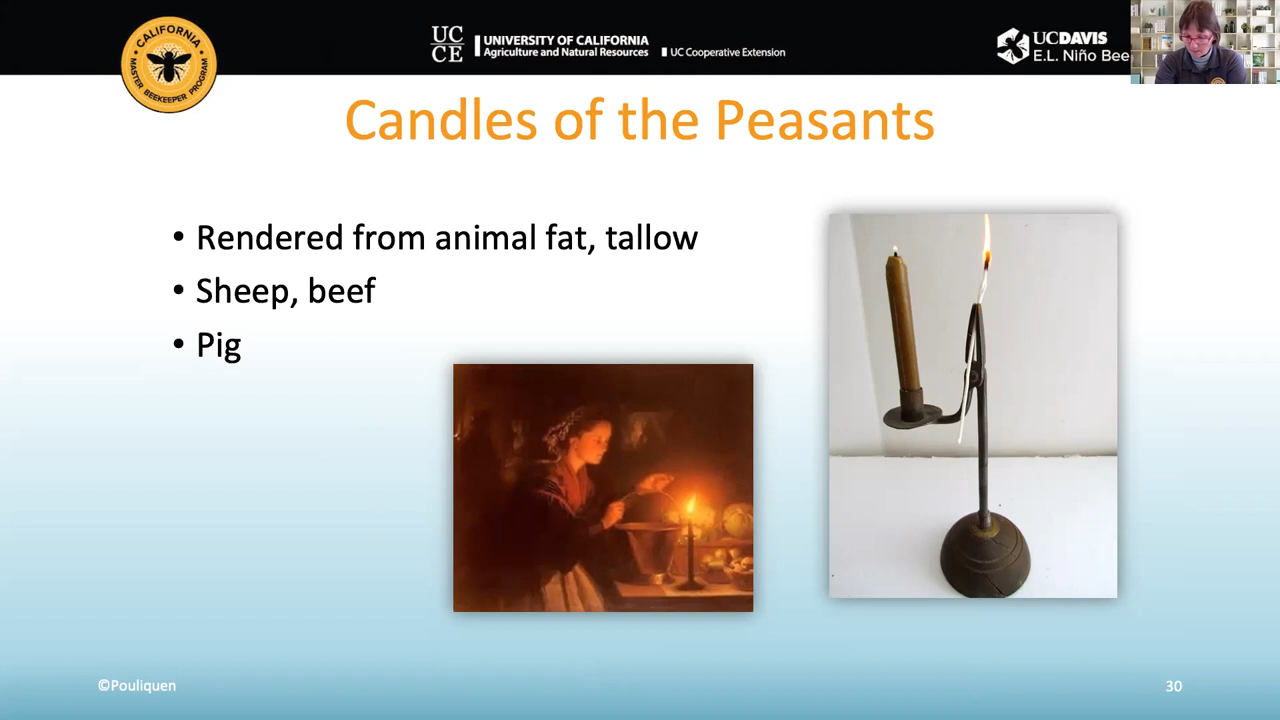 CALIFORNIA
MASTER BEEKEEPER PROGRAM
UC
CE
UNIVERSITY OF CALIFORNIA
Agriculture and Natural Resources
UC Cooperative Extension
UCDAVIS
E.L. Niño Bee
Candles of the Peasants
• Rendered from animal fat, tallow
• Sheep, beef
• Pig
©Pouliquen
30